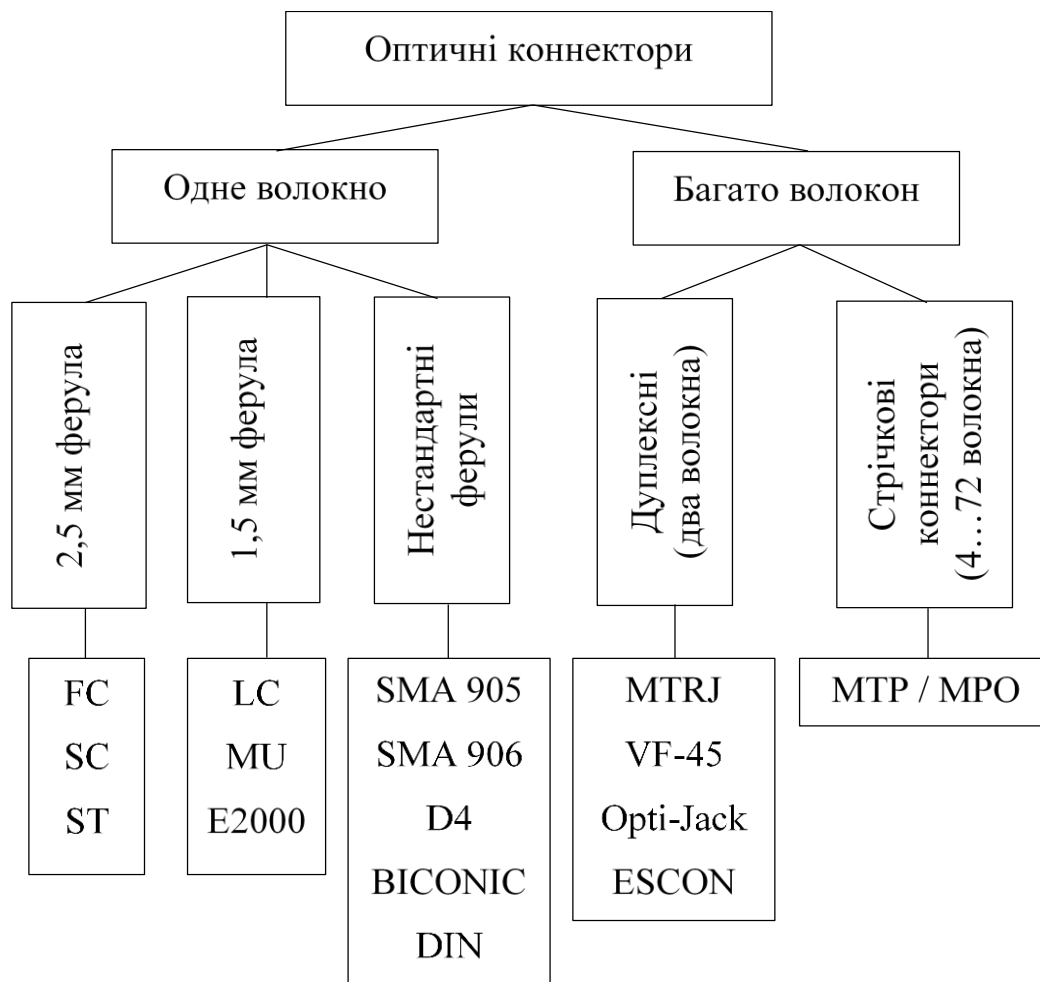 Оптичні коннектори
Одне волокно
Багато волокон
2,5 мм ферула
1,5 мм ферула
Нестандартні
ферули
Дуплексні
(два волокна)
Стрічкові
коннектори
(4…72 волокна)
FC
SC
ST
LC
MU
E2000
SMA 905
SMA 906
D4
BICONIC
DIN
MTRJ
VF-45
Opti-Jack
ESCON
MTP / MPO